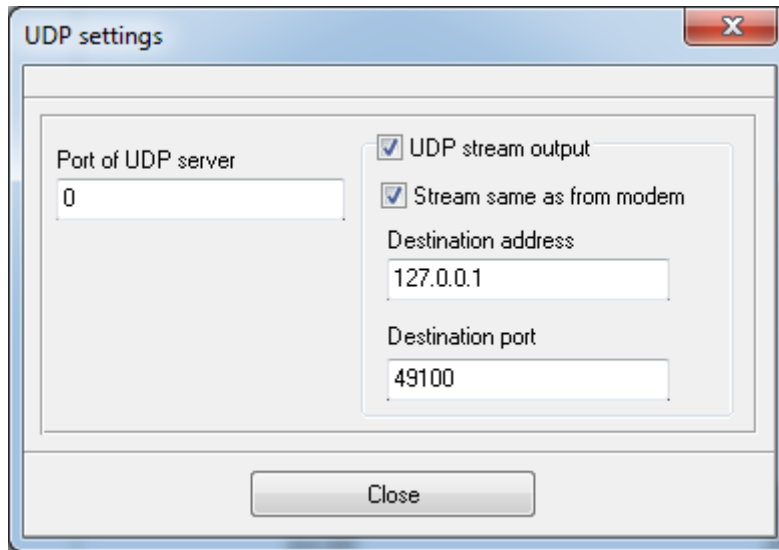 UDP settings
Port of UDP server
0
UDP stream output
Stream same as from modem
Destination address
127.0.0.1
Destination port
49100
Close